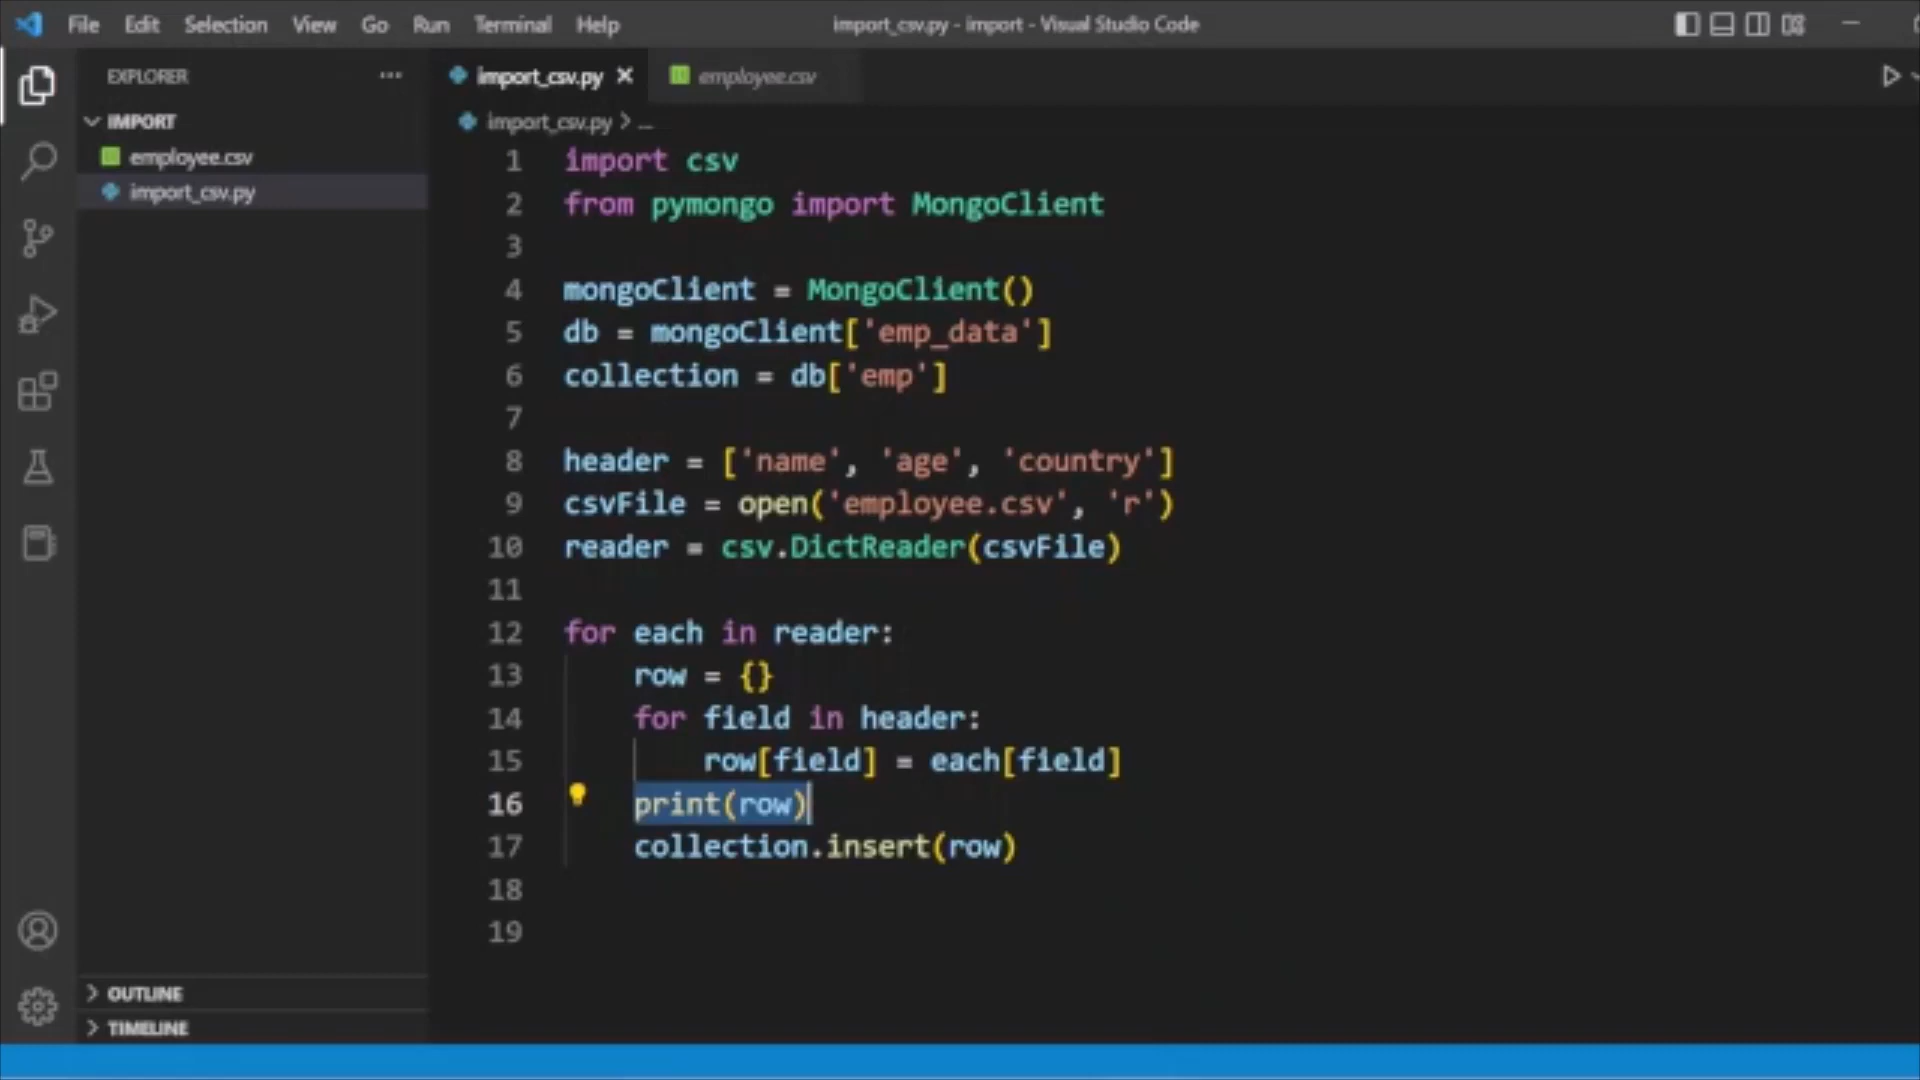 File Edit Selection View Go Run Terminal Help import_csv.py - import - Visual Studio Code
EXPLORER ··· import_csv.py × employee.csv
IMPORT import_csv.py > ...
employee.csv
import_csv.py
1 import csv
2 from pymongo import MongoClient
3
4 mongoClient = MongoClient()
5 db = mongoClient['emp_data']
6 collection = db['emp']
7
8 header = ['name', 'age', 'country']
9 csvFile = open('employee.csv', 'r')
10 reader = csv.DictReader(csvFile)
11
12 for each in reader:
13 row = {}
14 for field in header:
15 row[field] = each[field]
16 print(row)
17 collection.insert(row)
18
19
OUTLINE
TIMELINE